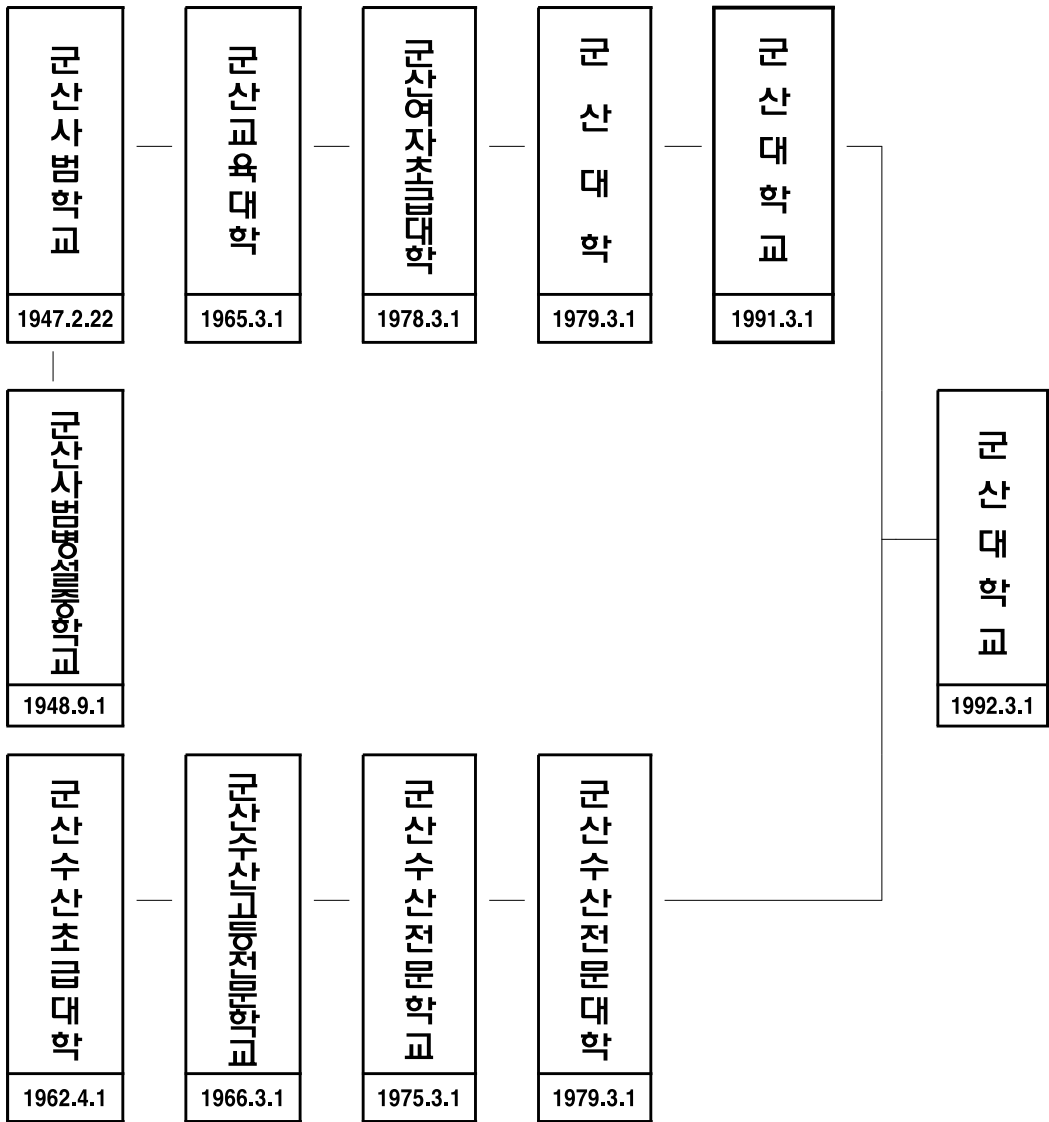 군산사범학교
1947.2.22
군산교육대학
1965.3.1
군산여자초급대학
1978.3.1
군산대학
1979.3.1
군산대학교
1991.3.1
군산사범병설중학교
1948.9.1
군산대학교
1992.3.1
군산수산초급대학
1962.4.1
군산수산고등전문학교
1966.3.1
군산수산전문학교
1975.3.1
군산수산전문대학
1979.3.1